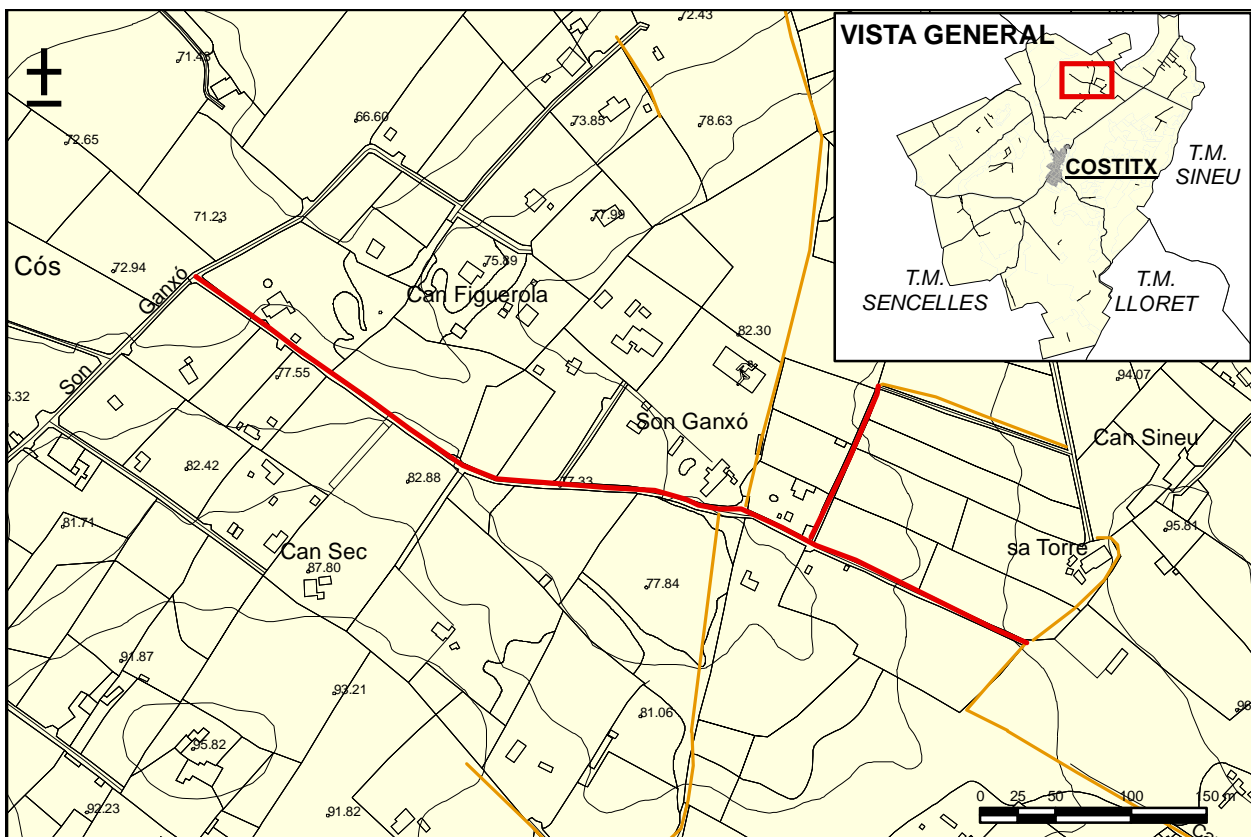 72.43
VISTA GENERAL
71.48
66.60
73.85
78.63
72.65
COSTITX
T.M.
SINEU
71.23
77.99
Cós
72.94
Son Ganxó
75.89
Can Figuerola
T.M.
SENCELLES
T.M.
LLORET
82.30
77.55
94.07
Son Ganxó
Can Sineu
82.42
82.88
77.33
81.71
95.81
Can Sec
87.80
sa Torre
77.84
91.87
93.21
81.06
95.82
0 25 50 100 150 m
92.23
91.82